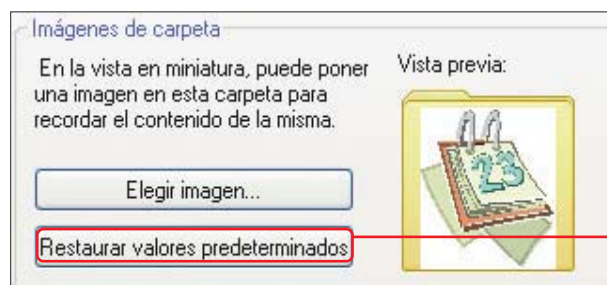 Imágenes de carpeta
En la vista en miniatura, puede poner
una imagen en esta carpeta para
recordar el contenido de la misma.
Vista previa:
23
Elegir imagen...
Restaurar valores predeterminados